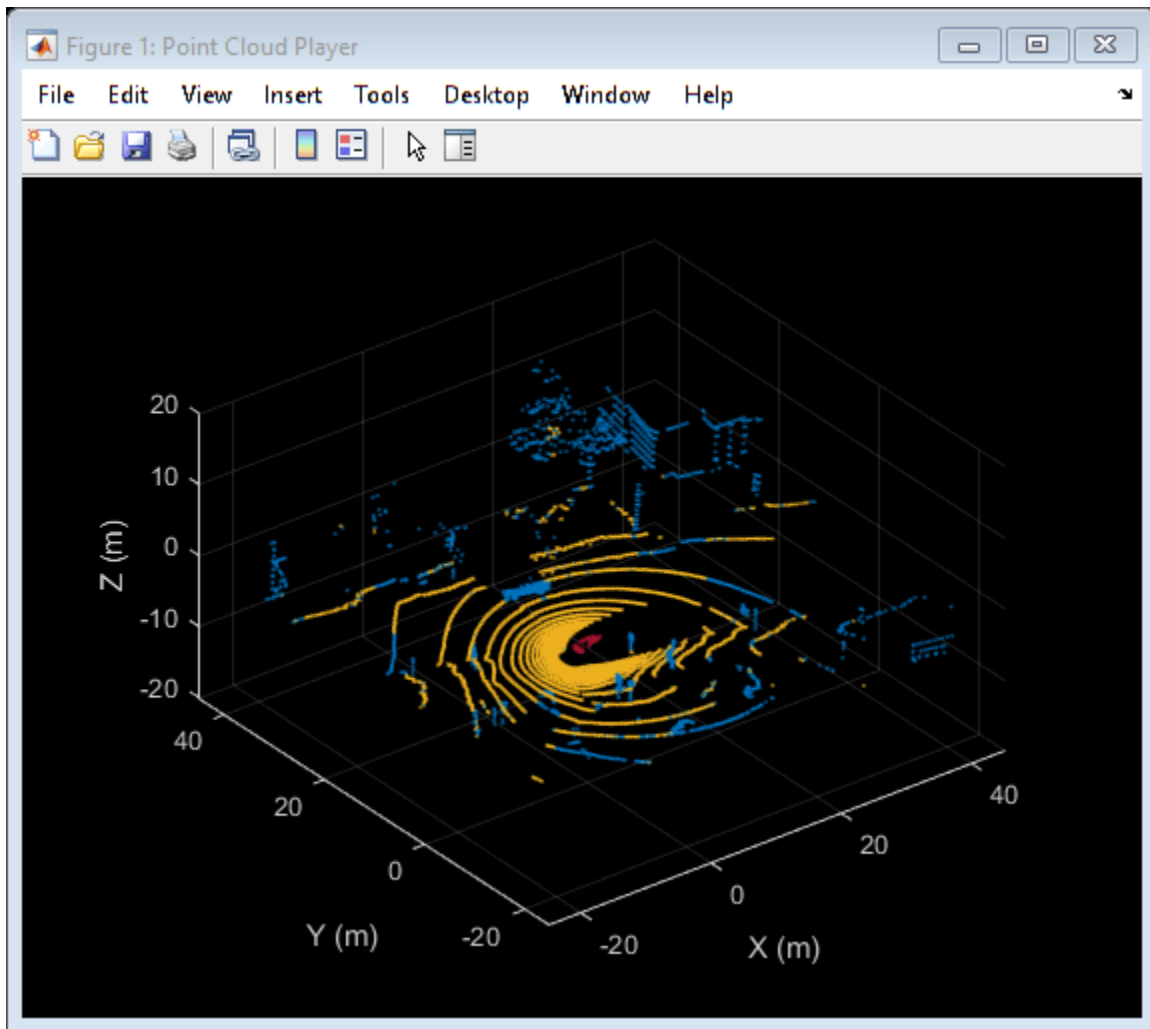 Figure 1: Point Cloud Player
File Edit View Insert Tools Desktop Window Help
20
10
0
-10
-20
Z (m)
40
20
0
-20
Y (m)
-20
0
20
40
X (m)